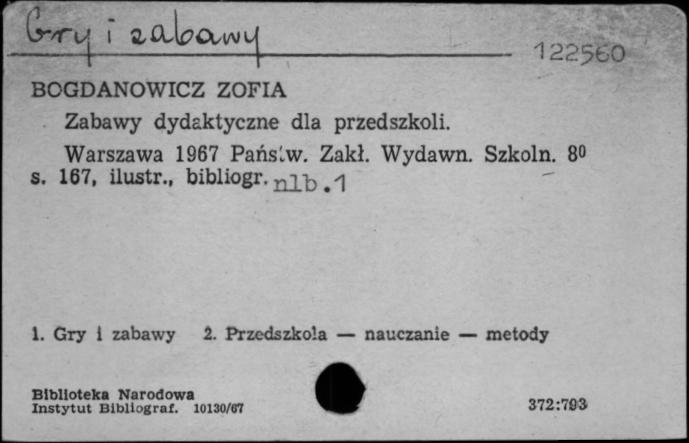 Gry i zabawy
122560
BOGDANOWICZ ZOFIA
Zabawy dydaktyczne dla przedszkoli.
Warszawa 1967 Państw. Zakł. Wydawn. Szkoln. 8⁰
s. 167, ilustr., bibliogr. nlb.1
1. Gry i zabawy 2. Przedszkola — nauczanie — metody
Biblioteka Narodowa
Instytut Bibliograf. 10130/67
372:793